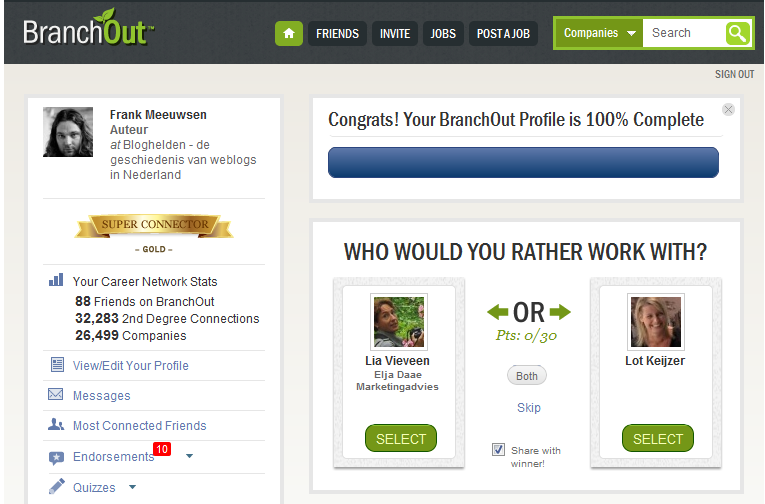 BranchOut™
FRIENDS
INVITE
JOBS
POST A JOB
Companies
Search
SIGN OUT
Frank Meeuwsen
Auteur
at Bloghelden - de
geschiedenis van weblogs
in Nederland
SUPER CONNECTOR
– GOLD –
Your Career Network Stats
88 Friends on BranchOut
32,283 2nd Degree Connections
26,499 Companies
View/Edit Your Profile
Messages
Most Connected Friends
Endorsements 10
Quizzes
Congrats! Your BranchOut Profile is 100% Complete
WHO WOULD YOU RATHER WORK WITH?
Lia Vieveen
Elja Daae
Marketingadvies
SELECT
OR
Pts: 0/30
Both
Skip
Share with
winner!
Lot Keijzer
SELECT